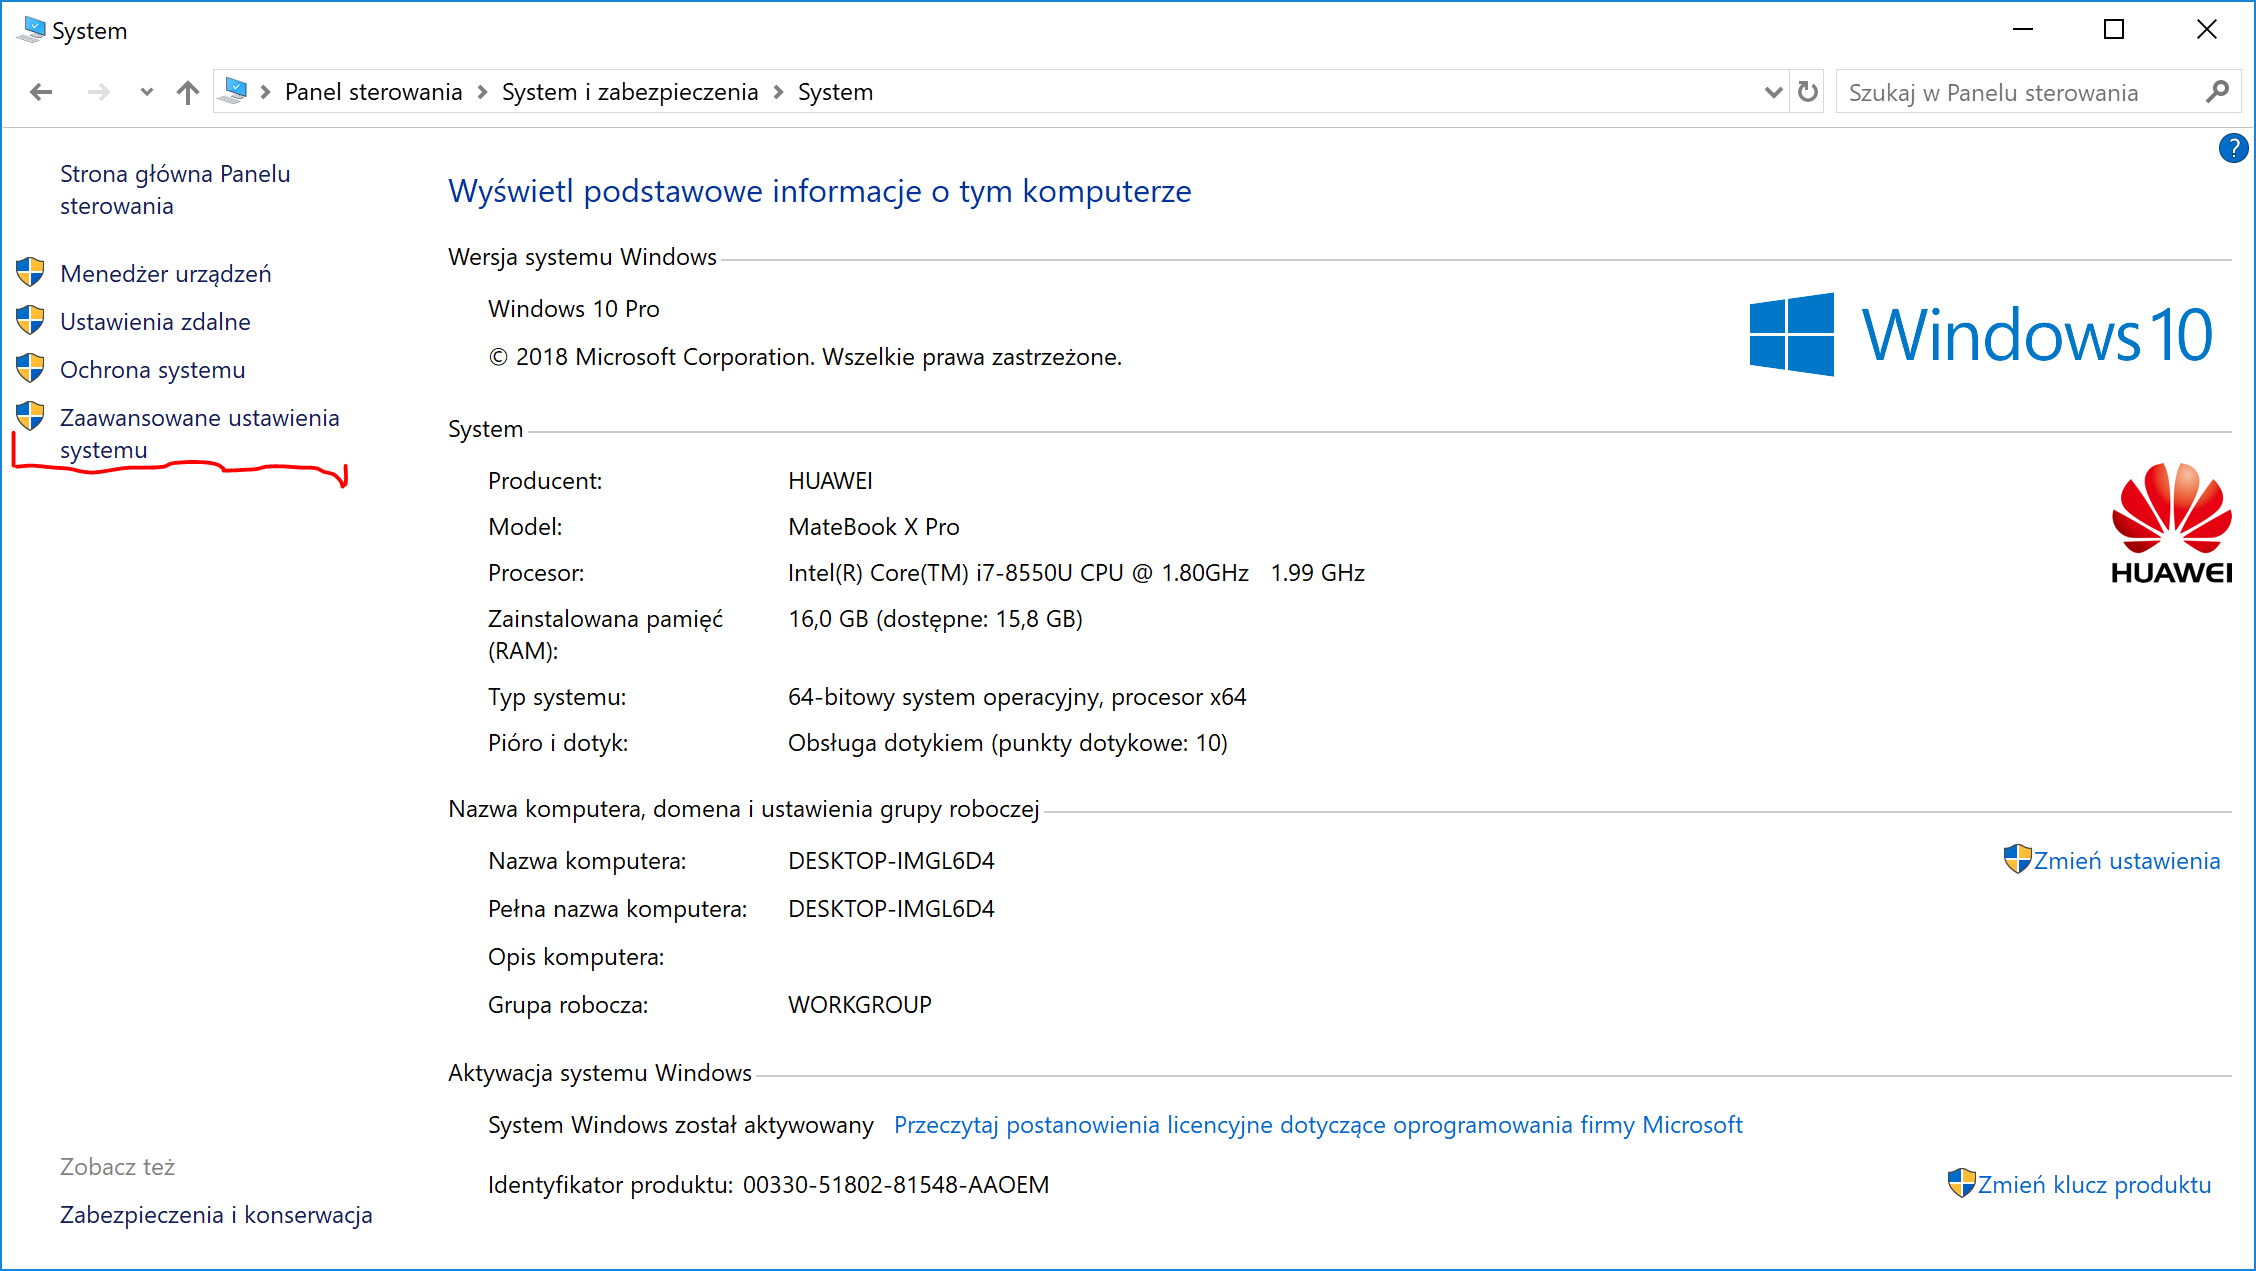 System
Panel sterowania > System i zabezpieczenia > System
Szukaj w Panelu sterowania
?
Strona główna Panelu
sterowania
Menedżer urządzeń
Ustawienia zdalne
Ochrona systemu
Zaawansowane ustawienia
systemu
Zobacz też
Zabezpieczenia i konserwacja
Wyświetl podstawowe informacje o tym komputerze
Wersja systemu Windows
Windows 10 Pro
© 2018 Microsoft Corporation. Wszelkie prawa zastrzeżone.
Windows 10
System
Producent: HUAWEI
Model: MateBook X Pro
Procesor: Intel(R) Core(TM) i7-8550U CPU @ 1.80GHz 1.99 GHz
Zainstalowana pamięć 16,0 GB (dostępne: 15,8 GB)
(RAM):
Typ systemu: 64-bitowy system operacyjny, procesor x64
Pióro i dotyk: Obsługa dotykiem (punkty dotykowe: 10)
HUAWEI
Nazwa komputera, domena i ustawienia grupy roboczej
Nazwa komputera: DESKTOP-IMGL6D4
Zmień ustawienia
Pełna nazwa komputera: DESKTOP-IMGL6D4
Opis komputera:
Grupa robocza: WORKGROUP
Aktywacja systemu Windows
System Windows został aktywowany Przeczytaj postanowienia licencyjne dotyczące oprogramowania firmy Microsoft
Identyfikator produktu: 00330-51802-81548-AAOEM
Zmień klucz produktu